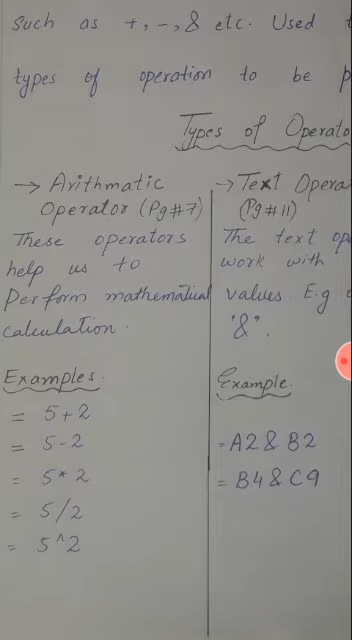 such as +, -, & etc. Used
types of operation to be
Types of Operato
→ Arithmatic
Operator (Pg#7)
These operators
help us to
Perform mathematical
calculation.
Examples.
= 5+2
= 5-2
= 5*2
= 5/2
= 5^2
→ Text Opera
(Pg#11)
The text ope
work with
values. E.g
"&".
Example.
=A2&B2
=B4&C9